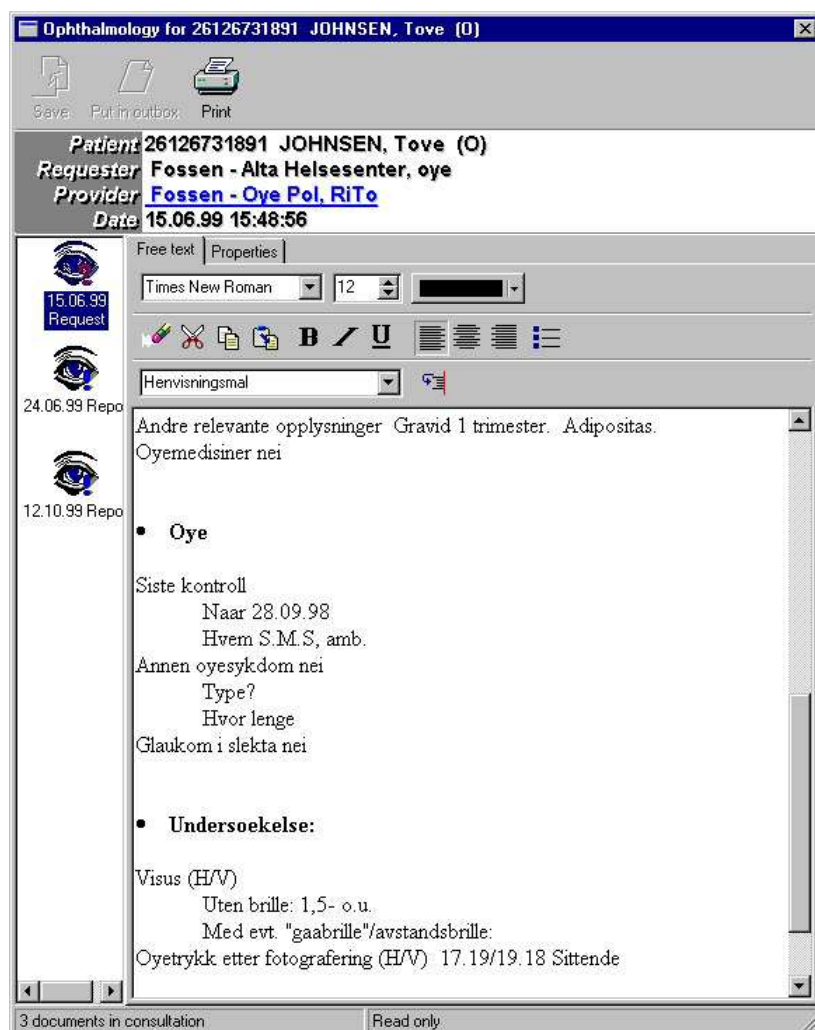 Ophthalmology for 26126731891 JOHNSEN, Tove (O)
Save Put in outbox Print
Patient 26126731891 JOHNSEN, Tove (O)
Requester Fossen - Alta Helsesenter, oye
Provider Fossen - Oye Pol, RiTo
Date 15.06.99 15:48:56
15.06.99
Request
24.06.99 Repo
12.10.99 Repo
Free text Properties
Times New Roman 12
B I U
Henvisningsmal
Andre relevante opplysninger Gravid 1 trimester. Adipositas.
Oyemedisiner nei
• Oye
Siste kontroll
Naar 28.09.98
Hvem S.M.S, amb.
Annen oyesykdom nei
Type?
Hvor lenge
Glaukom i slekta nei
• Undersoekelse:
Visus (H/V)
Uten brille: 1,5- o.u.
Med evt. "gaabrille"/avstandsbrille:
Oyetrykk etter fotografering (H/V) 17.19/19.18 Sittende
3 documents in consultation Read only